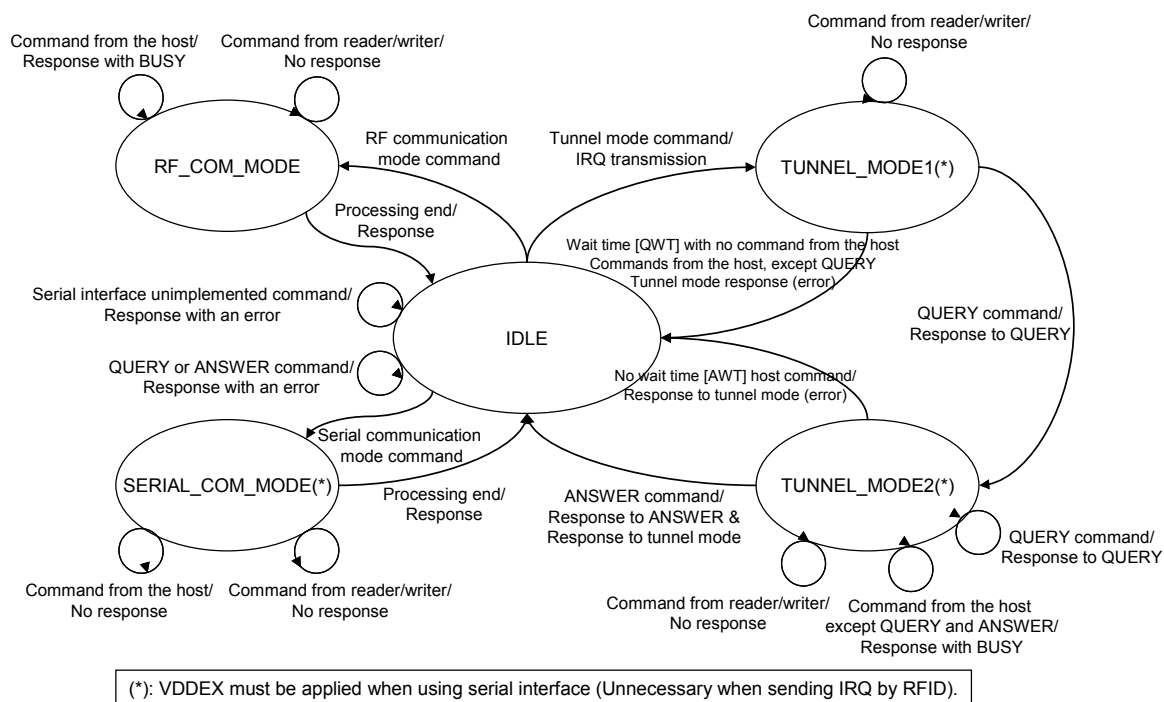 Command from the host/
Response with BUSY
Command from reader/writer/
No response
RF_COM_MODE
RF communication
mode command
Processing end/
Response
Command from reader/writer/
No response
Tunnel mode command/
IRQ transmission
TUNNEL_MODE1(*)
Wait time [QWT] with no command from the host
Commands from the host, except QUERY
Tunnel mode response (error)
QUERY command/
Response to QUERY
Serial interface unimplemented command/
Response with an error
IDLE
QUERY or ANSWER command/
Response with an error
No wait time [AWT] host command/
Response to tunnel mode (error)
Serial communication
mode command
SERIAL_COM_MODE(*)
Processing end/
Response
ANSWER command/
Response to ANSWER &
Response to tunnel mode
TUNNEL_MODE2(*)
QUERY command/
Response to QUERY
Command from the host/
No response
Command from reader/writer/
No response
Command from reader/writer/
No response
Command from the host
except QUERY and ANSWER/
Response with BUSY
(*): VDDEX must be applied when using serial interface (Unnecessary when sending IRQ by RFID).